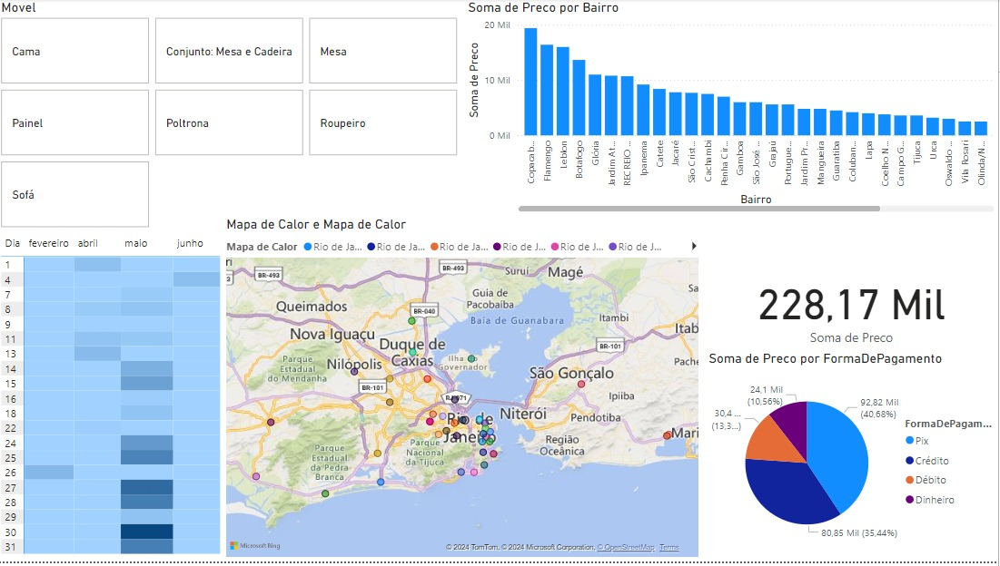 Movel
Cama
Conjunto: Mesa e Cadeira
Mesa
Painel
Poltrona
Roupeiro
Sofá
Soma de Preco por Bairro
Soma de Preco
20 Mil
10 Mil
0 Mil
Copacab...
Flamengo
Leblon
Botafogo
Glória
Jardim At...
RECREIO ...
Ipanema
Catete
Jacaré
São Crist...
Cachambi
Penha Cir...
Gamboa
São José ...
Grajaú
Portugue...
Jardim Pr...
Mangueira
Guaratiba
Coluban...
Lapa
Coelho N...
Campo G...
Tijuca
Urca
Oswaldo ...
Vila Rosari
Olinda/N...
Bairro
Dia fevereiro abril maio junho
1
4
7
8
9
11
13
14
15
16
18
22
24
25
26
27
28
29
30
31
Mapa de Calor e Mapa de Calor
Mapa de Calor Rio de Ja... Rio de Ja... Rio de Ja... Rio de J... Rio de J... Rio de J...
BR-493
BR-493
Suruí
Magé
Guia de
Pacobaíba
Queimados
BR-040
Baía de Guanabara
Itambi
Itab
Nova Iguaçu
Duque de
Caxias
BR-101
Parque
Estadual
do Mendanha
Nilópolis
Ilha
Governador
São Gonçalo
Pache
BR-101
Ipiiba
Rio de
Janeiro
Niterói
Pendotiba
Região
Oceânica
Mari
Parque
Estadual
da Pedra
Branca
Parque
Nacional
da Tijuca
Microsoft Bing
© 2024 TomTom, © 2024 Microsoft Corporation, © OpenStreetMap Terms
228,17 Mil
Soma de Preco
Soma de Preco por FormaDePagamento
24,1 Mil
(10,56%)
92,82 Mil
(40,68%)
30,4 ...
(13,3...)
80,85 Mil (35,44%)
FormaDePagam...
Pix
Crédito
Débito
Dinheiro